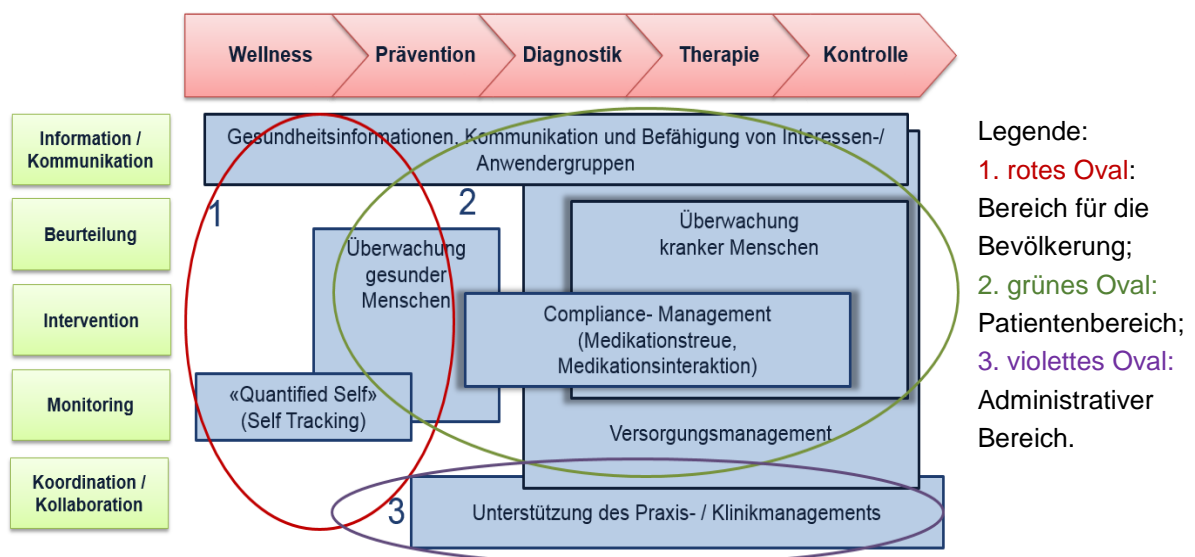 Wellness
Prävention
Diagnostik
Therapie
Kontrolle
Information /
Kommunikation
Beurteilung
Intervention
Monitoring
Koordination /
Kollaboration
Gesundheitsinformationen, Kommunikation und Befähigung von Interessen-/
Anwendergruppen
1
2
Überwachung
gesunder
Menschen
Überwachung
kranker Menschen
Compliance- Management
(Medikationstreue,
Medikationsinteraktion)
«Quantified Self»
(Self Tracking)
Versorgungsmanagement
3
Unterstützung des Praxis- / Klinikmanagements
Legende:
1. rotes Oval:
Bereich für die
Bevölkerung;
2. grünes Oval:
Patientenbereich;
3. violettes Oval:
Administrativer
Bereich.